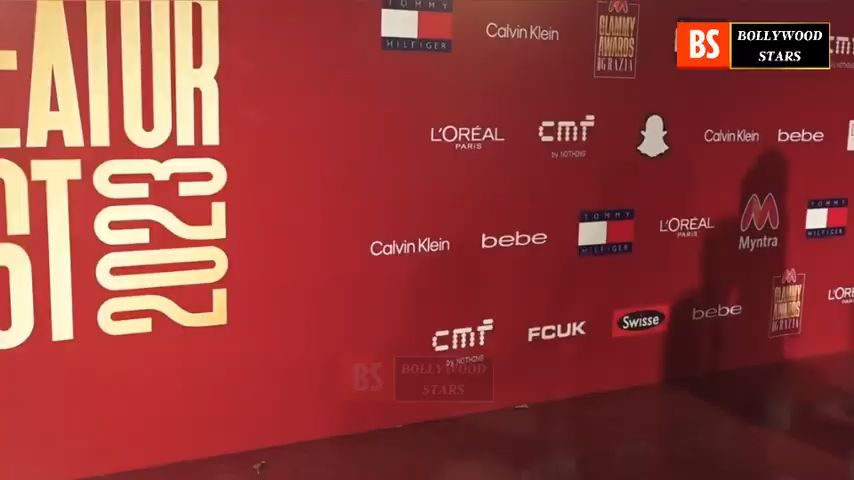 EATUR
ST 2023
TOMMY
HILFIGER
Calvin Klein
GLAMMY
AWARDS
BY GRAZIA
BS
BOLLYWOOD
STARS
L'ORÉAL
PARIS
cmf
by NOTHING
Calvin Klein
bebe
Calvin Klein
bebe
TOMMY
HILFIGER
L'ORÉAL
PARIS
Myntra
TOMMY
HILFIGER
cmf
by NOTHING
FCUK
Swisse
bebe
GLAMMY
AWARDS
BY GRAZIA
L'OR
BS
BOLLYWOOD
STARS